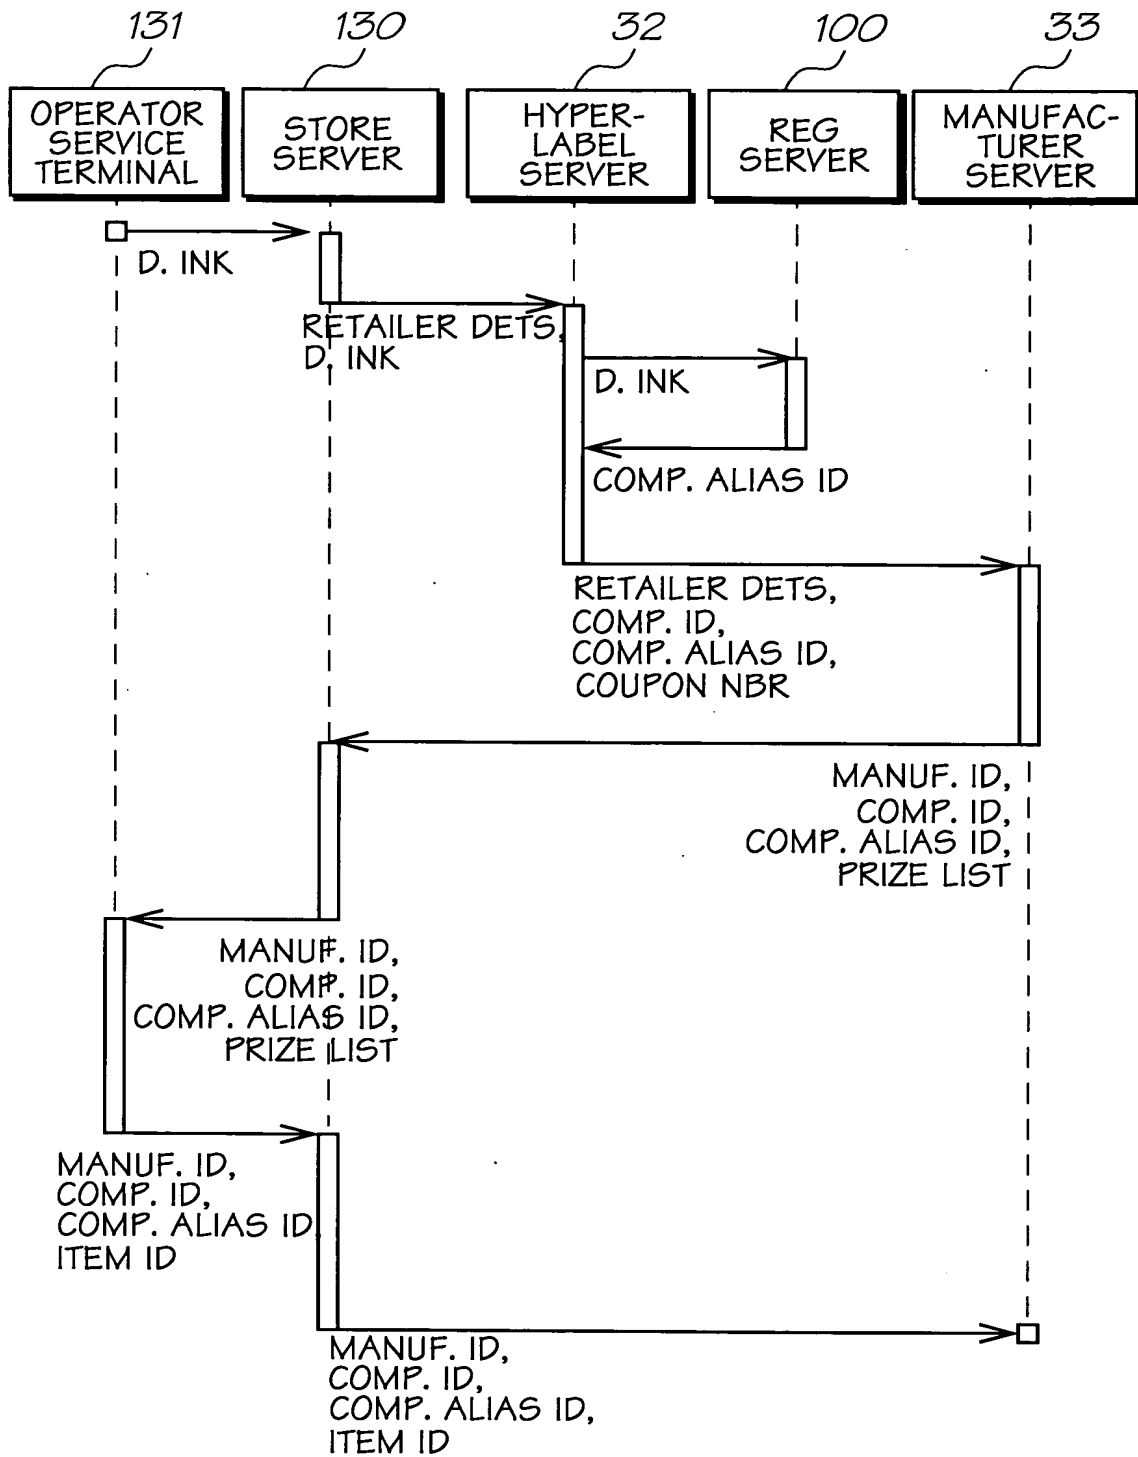 131
130
32
100
33
OPERATOR
SERVICE
TERMINAL
STORE
SERVER
HYPER-
LABEL
SERVER
REG
SERVER
MANUFAC-
TURER
SERVER
D. INK
RETAILER DETS,
D. INK
D. INK
COMP. ALIAS ID
RETAILER DETS,
COMP. ID,
COMP. ALIAS ID,
COUPON NBR
MANUF. ID,
COMP. ID,
COMP. ALIAS ID,
PRIZE LIST
MANUF. ID,
COMP. ID,
COMP. ALIAS ID,
PRIZE LIST
MANUF. ID,
COMP. ID,
COMP. ALIAS ID
ITEM ID
MANUF. ID,
COMP. ID,
COMP. ALIAS ID,
ITEM ID